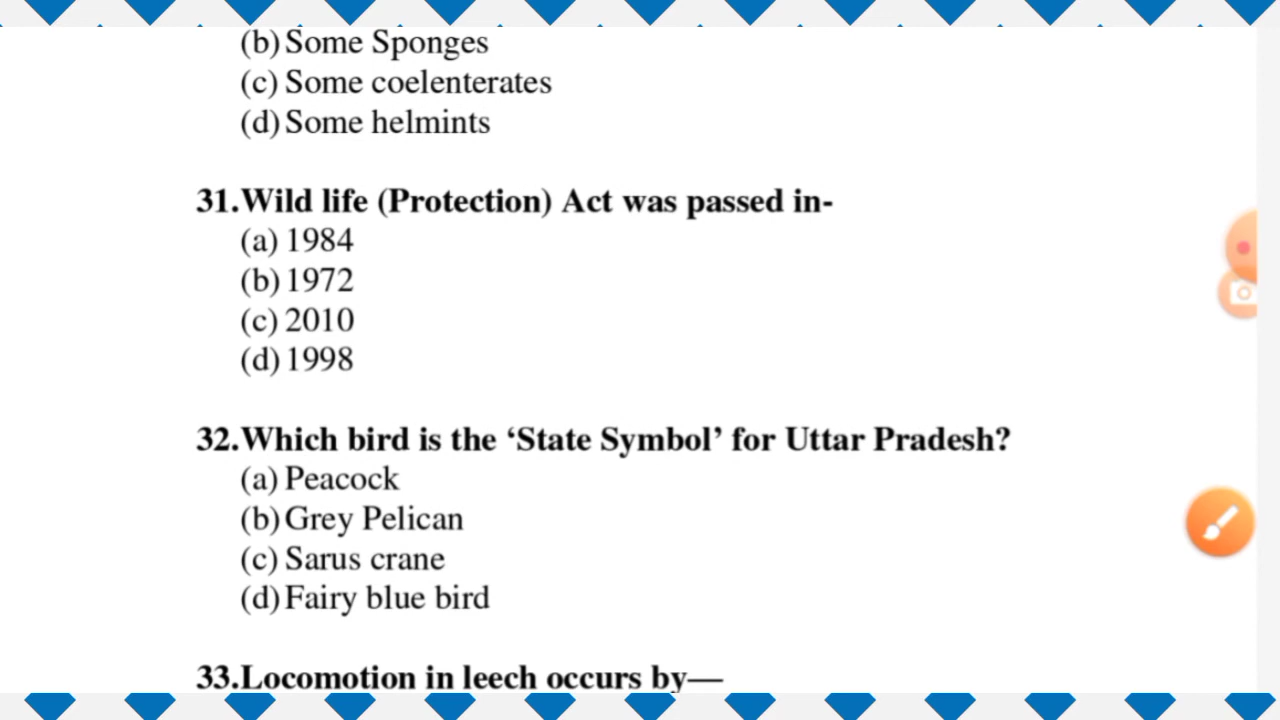 (b) Some Sponges
(c) Some coelenterates
(d) Some helmints
31.Wild life (Protection) Act was passed in-
(a) 1984
(b) 1972
(c) 2010
(d) 1998
32.Which bird is the ‘State Symbol’ for Uttar Pradesh?
(a) Peacock
(b) Grey Pelican
(c) Sarus crane
(d) Fairy blue bird
33.Locomotion in leech occurs by—